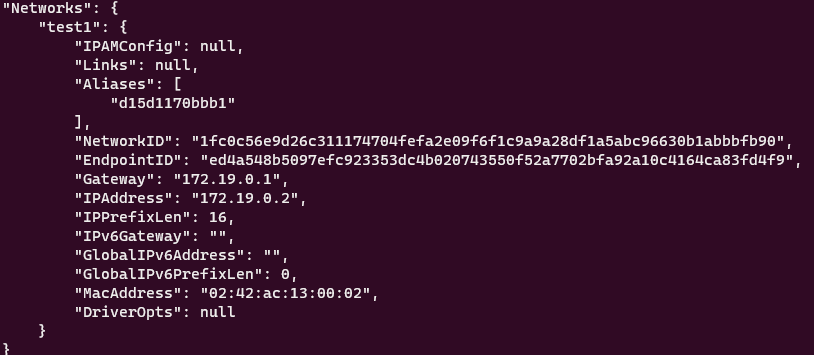 "Networks": {
    "test1": {
        "IPAMConfig": null,
        "Links": null,
        "Aliases": [
            "d15d1170bbb1"
        ],
        "NetworkID": "1fc0c56e9d26c311174704fefa2e09f6f1c9a9a28df1a5abc96630b1abbbfb90",
        "EndpointID": "ed4a548b5097efc923353dc4b020743550f52a7702bfa92a10c4164ca83fd4f9",
        "Gateway": "172.19.0.1",
        "IPAddress": "172.19.0.2",
        "IPPrefixLen": 16,
        "IPv6Gateway": "",
        "GlobalIPv6Address": "",
        "GlobalIPv6PrefixLen": 0,
        "MacAddress": "02:42:ac:13:00:02",
        "DriverOpts": null
    }
}